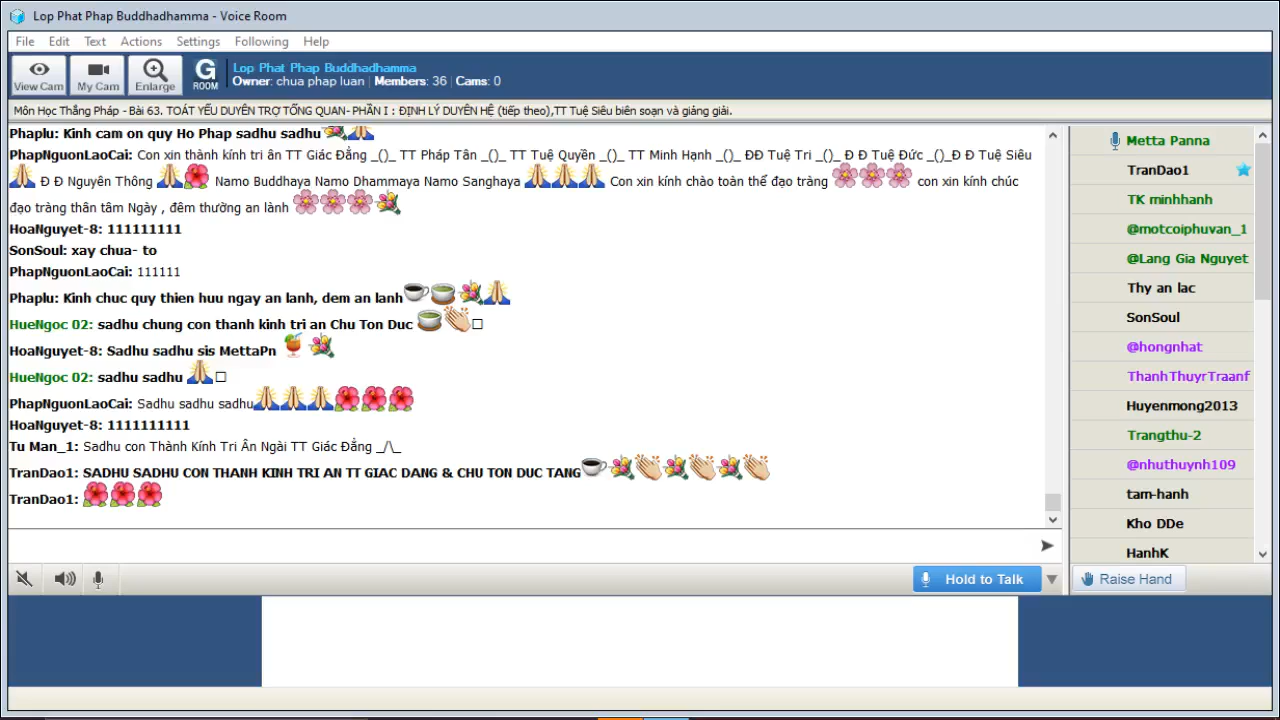 Lop Phat Phap Buddhadhamma - Voice Room
File Edit Text Actions Settings Following Help
View Cam My Cam Enlarge G ROOM
Lop Phat Phap Buddhadhamma
Owner: chua phap luan | Members: 36 | Cams: 0
Môn Học Thắng Pháp - Bài 63. TOÁT YẾU DUYÊN TRỢ TỔNG QUAN- PHẦN I : ĐỊNH LÝ DUYÊN HỆ (tiếp theo),TT Tuệ Siêu biên soạn và giảng giải.
Phaplu: Kinh cam on quy Ho Phap sadhu sadhu
PhapNguonLaoCai: Con xin thành kính tri ân TT Giác Đẳng _()_ TT Pháp Tân _()_ TT Tuệ Quyền _()_ TT Minh Hạnh _()_ ĐĐ Tuệ Tri _()_ Đ Đ Tuệ Đức _()_Đ Đ Tuệ Siêu
Đ Đ Nguyên Thông Namo Buddhaya Namo Dhammaya Namo Sanghaya Con xin kính chào toàn thể đạo tràng con xin kính chúc
đạo tràng thân tâm Ngày , đêm thường an lành
HoaNguyet-8: 111111111
SonSoul: xay chua- to
PhapNguonLaoCai: 111111
Phaplu: Kinh chuc quy thien huu ngay an lanh, dem an lanh
HueNgoc 02: sadhu chung con thanh kinh tri an Chu Ton Duc
HoaNguyet-8: Sadhu sadhu sis MettaPn
HueNgoc 02: sadhu sadhu
PhapNguonLaoCai: Sadhu sadhu sadhu
HoaNguyet-8: 1111111111
Tu Man_1: Sadhu con Thành Kính Tri Ân Ngài TT Giác Đẳng _/\_
TranDao1: SADHU SADHU CON THANH KINH TRI AN TT GIAC DANG & CHU TON DUC TANG
TranDao1:
Metta Panna
TranDao1
TK minhhanh
@motcoiphuvan_1
@Lang Gia Nguyet
Thy an lac
SonSoul
@hongnhat
ThanhThuyrTraanf
Huyenmong2013
Trangthu-2
@nhuthuynh109
tam-hanh
Kho DDe
HanhK
Hold to Talk
Raise Hand